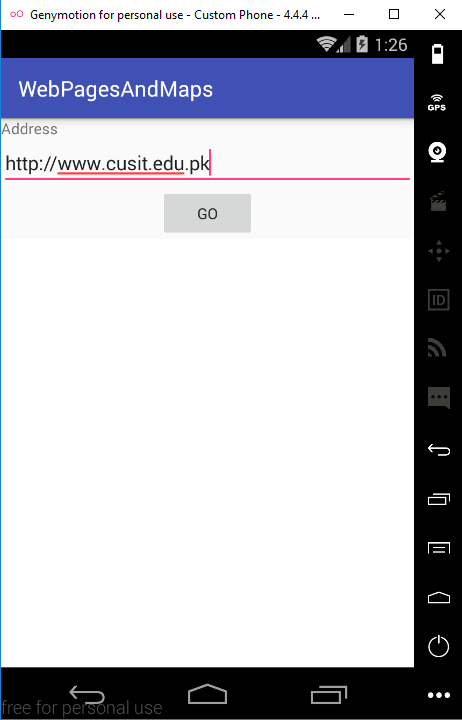 Genymotion for personal use - Custom Phone - 4.4.4 ...
1:26
GPS
WebPagesAndMaps
Address
http://www.cusit.edu.pk
GO
ID
free for personal use